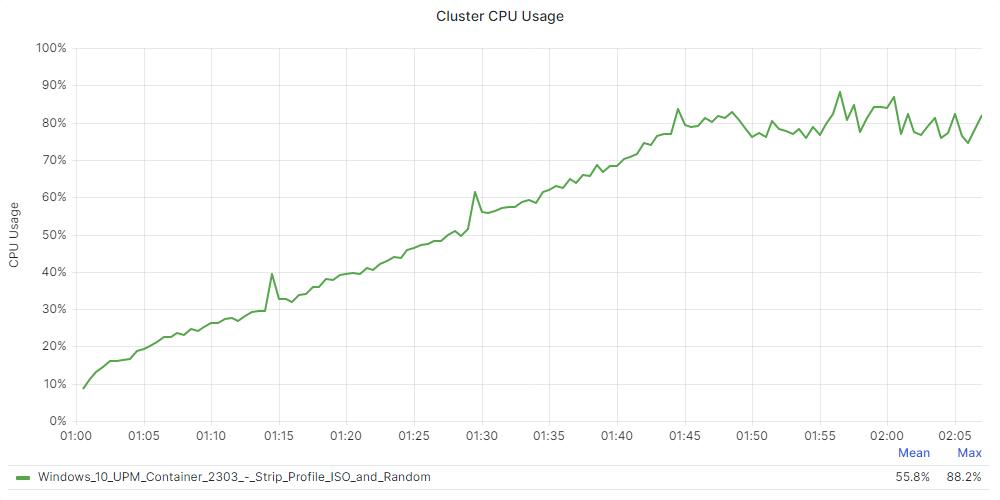 Cluster CPU Usage
100%
90%
80%
70%
60%
50%
40%
30%
20%
10%
0%
CPU Usage
01:00 01:05 01:10 01:15 01:20 01:25 01:30 01:35 01:40 01:45 01:50 01:55 02:00 02:05
Mean Max
Windows_10_UPM_Container_2303_-_Strip_Profile_ISO_and_Random 55.8% 88.2%